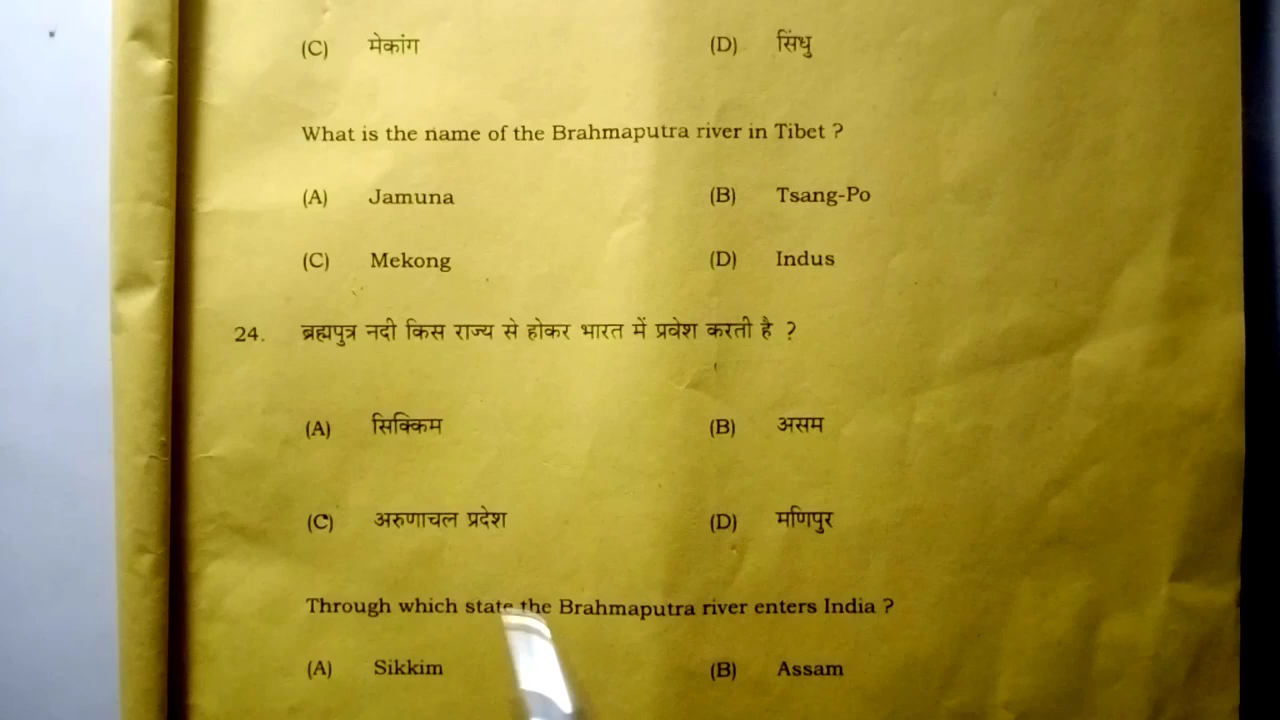 (C) मेकांग (D) सिंधु
What is the name of the Brahmaputra river in Tibet ?
(A) Jamuna (B) Tsang-Po
(C) Mekong (D) Indus
24. ब्रह्मपुत्र नदी किस राज्य से होकर भारत में प्रवेश करती है ?
(A) सिक्किम (B) असम
(C) अरुणाचल प्रदेश (D) मणिपुर
Through which state the Brahmaputra river enters India ?
(A) Sikkim (B) Assam